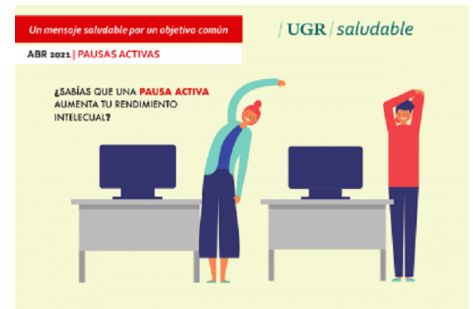 Un mensaje saludable por un objetivo común
/ UGR / saludable
ABR 2021 | PAUSAS ACTIVAS
¿SABÍAS QUE UNA PAUSA ACTIVA
AUMENTA TU RENDIMIENTO
INTELECUAL?